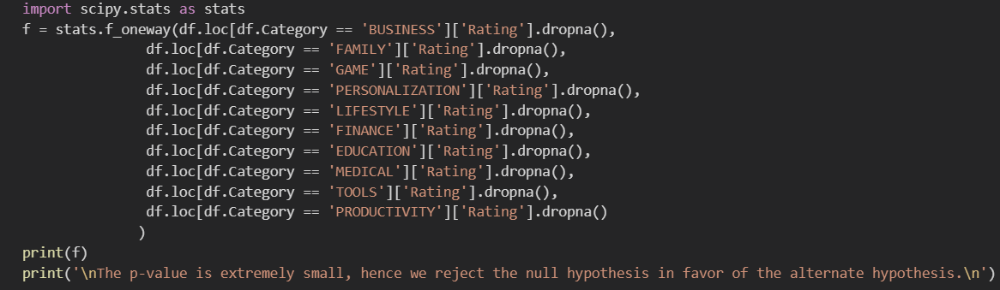 import scipy.stats as stats
f = stats.f_oneway(df.loc[df.Category == 'BUSINESS']['Rating'].dropna(),
               df.loc[df.Category == 'FAMILY']['Rating'].dropna(),
               df.loc[df.Category == 'GAME']['Rating'].dropna(),
               df.loc[df.Category == 'PERSONALIZATION']['Rating'].dropna(),
               df.loc[df.Category == 'LIFESTYLE']['Rating'].dropna(),
               df.loc[df.Category == 'FINANCE']['Rating'].dropna(),
               df.loc[df.Category == 'EDUCATION']['Rating'].dropna(),
               df.loc[df.Category == 'MEDICAL']['Rating'].dropna(),
               df.loc[df.Category == 'TOOLS']['Rating'].dropna(),
               df.loc[df.Category == 'PRODUCTIVITY']['Rating'].dropna()
              )
print(f)
print('\nThe p-value is extremely small, hence we reject the null hypothesis in favor of the alternate hypothesis.\n')